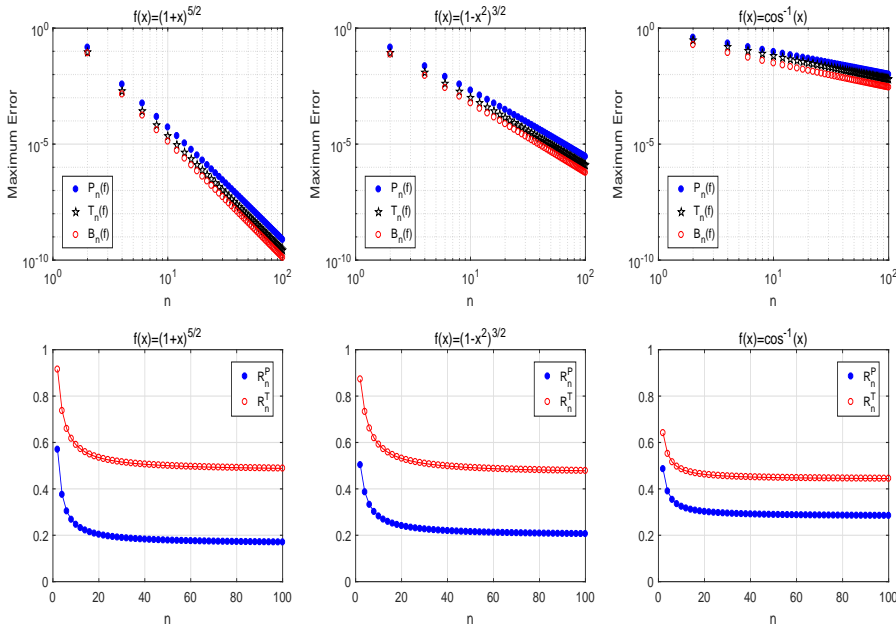 f(x)=(1+x)^5/2
Maximum Error
10^0
10^-5
10^-10
P_n(f)
T_n(f)
B_n(f)
10^0 10^1 10^2
n
f(x)=(1-x^2)^3/2
Maximum Error
10^0
10^-5
10^-10
P_n(f)
T_n(f)
B_n(f)
10^0 10^1 10^2
n
f(x)=cos^-1(x)
Maximum Error
10^0
10^-5
10^-10
P_n(f)
T_n(f)
B_n(f)
10^0 10^1 10^2
n
f(x)=(1+x)^5/2
1
0.8
0.6
0.4
0.2
0
R_n^P
R_n^T
0 20 40 60 80 100
n
f(x)=(1-x^2)^3/2
1
0.8
0.6
0.4
0.2
0
R_n^P
R_n^T
0 20 40 60 80 100
n
f(x)=cos^-1(x)
1
0.8
0.6
0.4
0.2
0
R_n^P
R_n^T
0 20 40 60 80 100
n